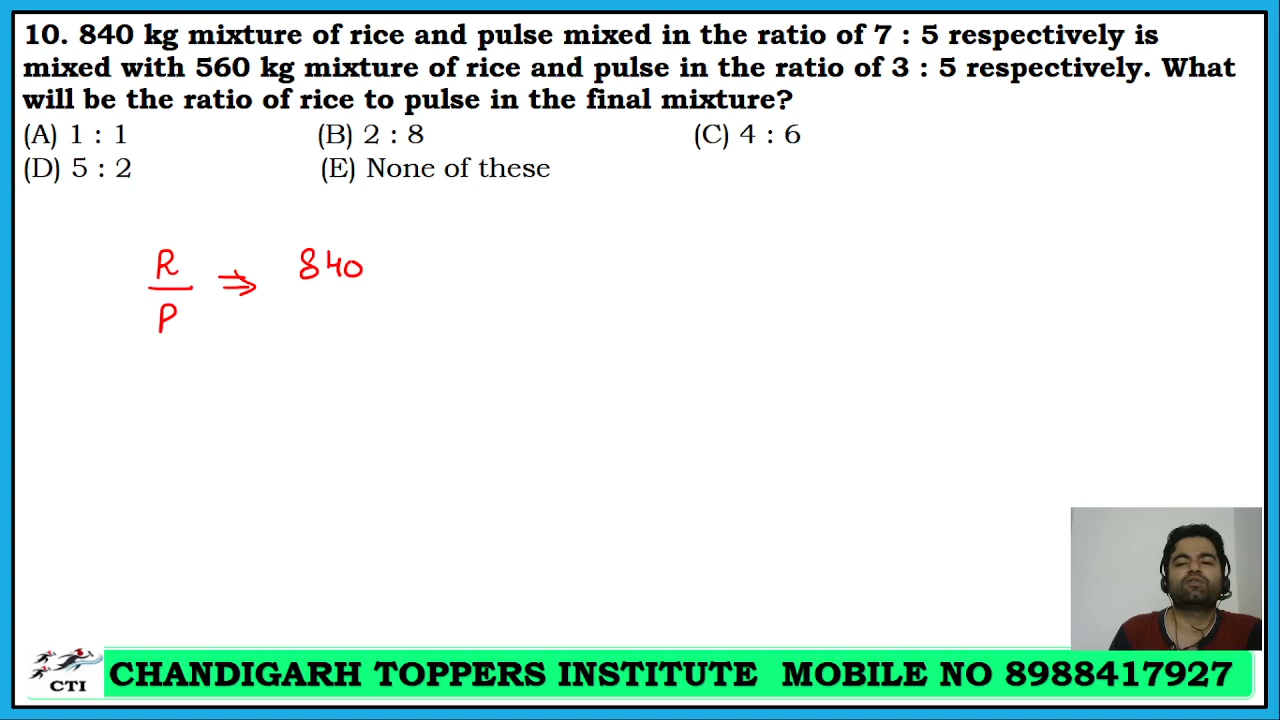 10. 840 kg mixture of rice and pulse mixed in the ratio of 7 : 5 respectively is
mixed with 560 kg mixture of rice and pulse in the ratio of 3 : 5 respectively. What
will be the ratio of rice to pulse in the final mixture?
(A) 1 : 1 (B) 2 : 8 (C) 4 : 6
(D) 5 : 2 (E) None of these
R ⇒ 840
P
CTI
CHANDIGARH TOPPERS INSTITUTE MOBILE NO 8988417927